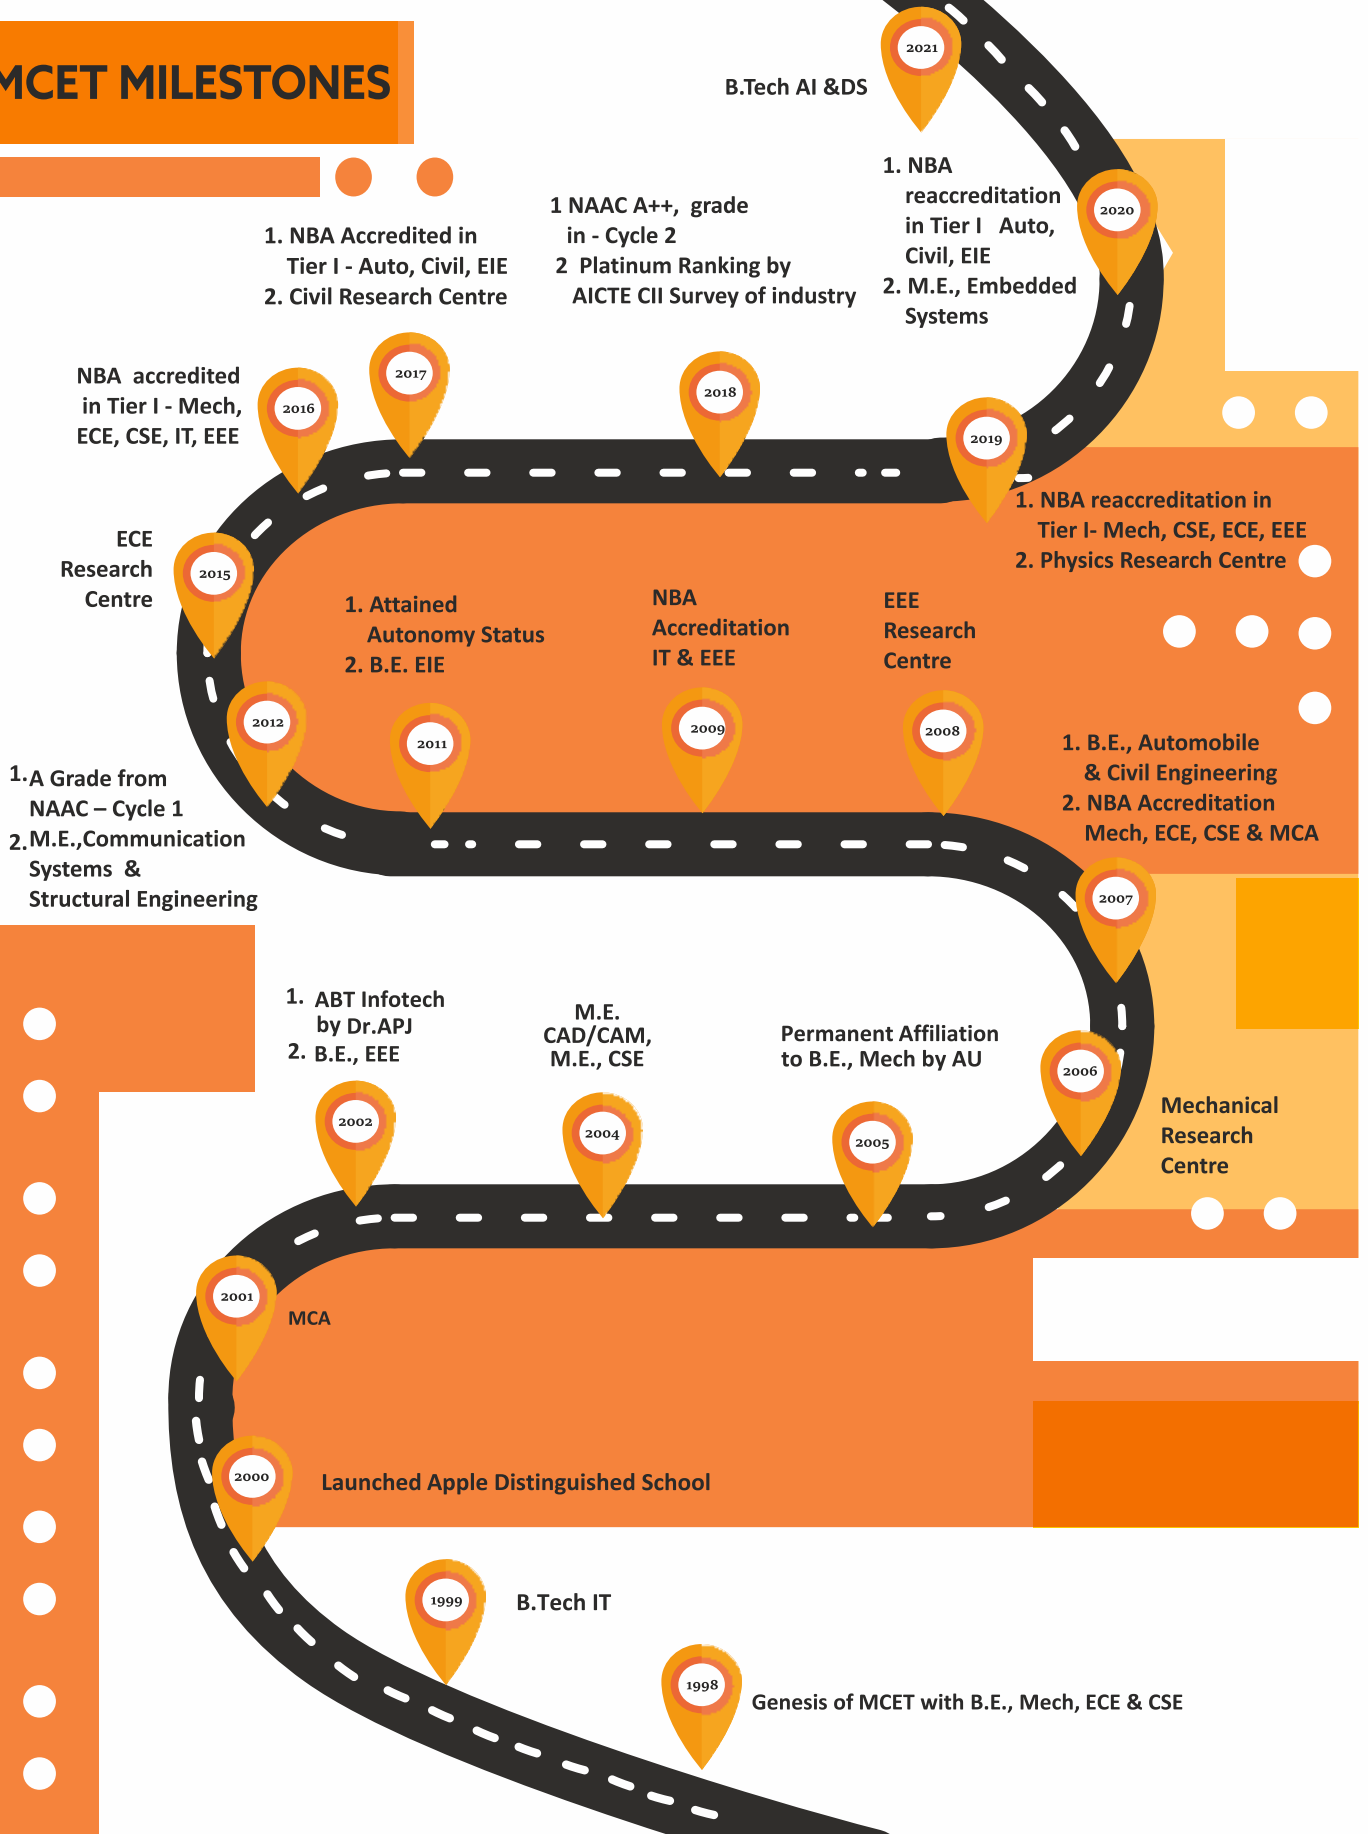 MCET MILESTONES
2021
B.Tech AI &DS
2020
1. NBA
reaccreditation
in Tier I Auto,
Civil, EIE
2. M.E., Embedded
Systems
1 NAAC A++, grade
in - Cycle 2
2 Platinum Ranking by
AICTE CII Survey of industry
1. NBA Accredited in
Tier I - Auto, Civil, EIE
2. Civil Research Centre
2017
2018
NBA accredited
in Tier I - Mech,
ECE, CSE, IT, EEE
2016
2019
1. NBA reaccreditation in
Tier I- Mech, CSE, ECE, EEE
2. Physics Research Centre
ECE
Research
Centre
2015
1. Attained
Autonomy Status
2. B.E. EIE
NBA
Accreditation
IT & EEE
EEE
Research
Centre
2012
2011
2009
2008
1. A Grade from
NAAC – Cycle 1
2. M.E.,Communication
Systems &
Structural Engineering
1. B.E., Automobile
& Civil Engineering
2. NBA Accreditation
Mech, ECE, CSE & MCA
2007
1. ABT Infotech
by Dr.APJ
2. B.E., EEE
M.E.
CAD/CAM,
M.E., CSE
Permanent Affiliation
to B.E., Mech by AU
2006
Mechanical
Research
Centre
2002
2004
2005
2001
MCA
2000
Launched Apple Distinguished School
1999
B.Tech IT
1998
Genesis of MCET with B.E., Mech, ECE & CSE